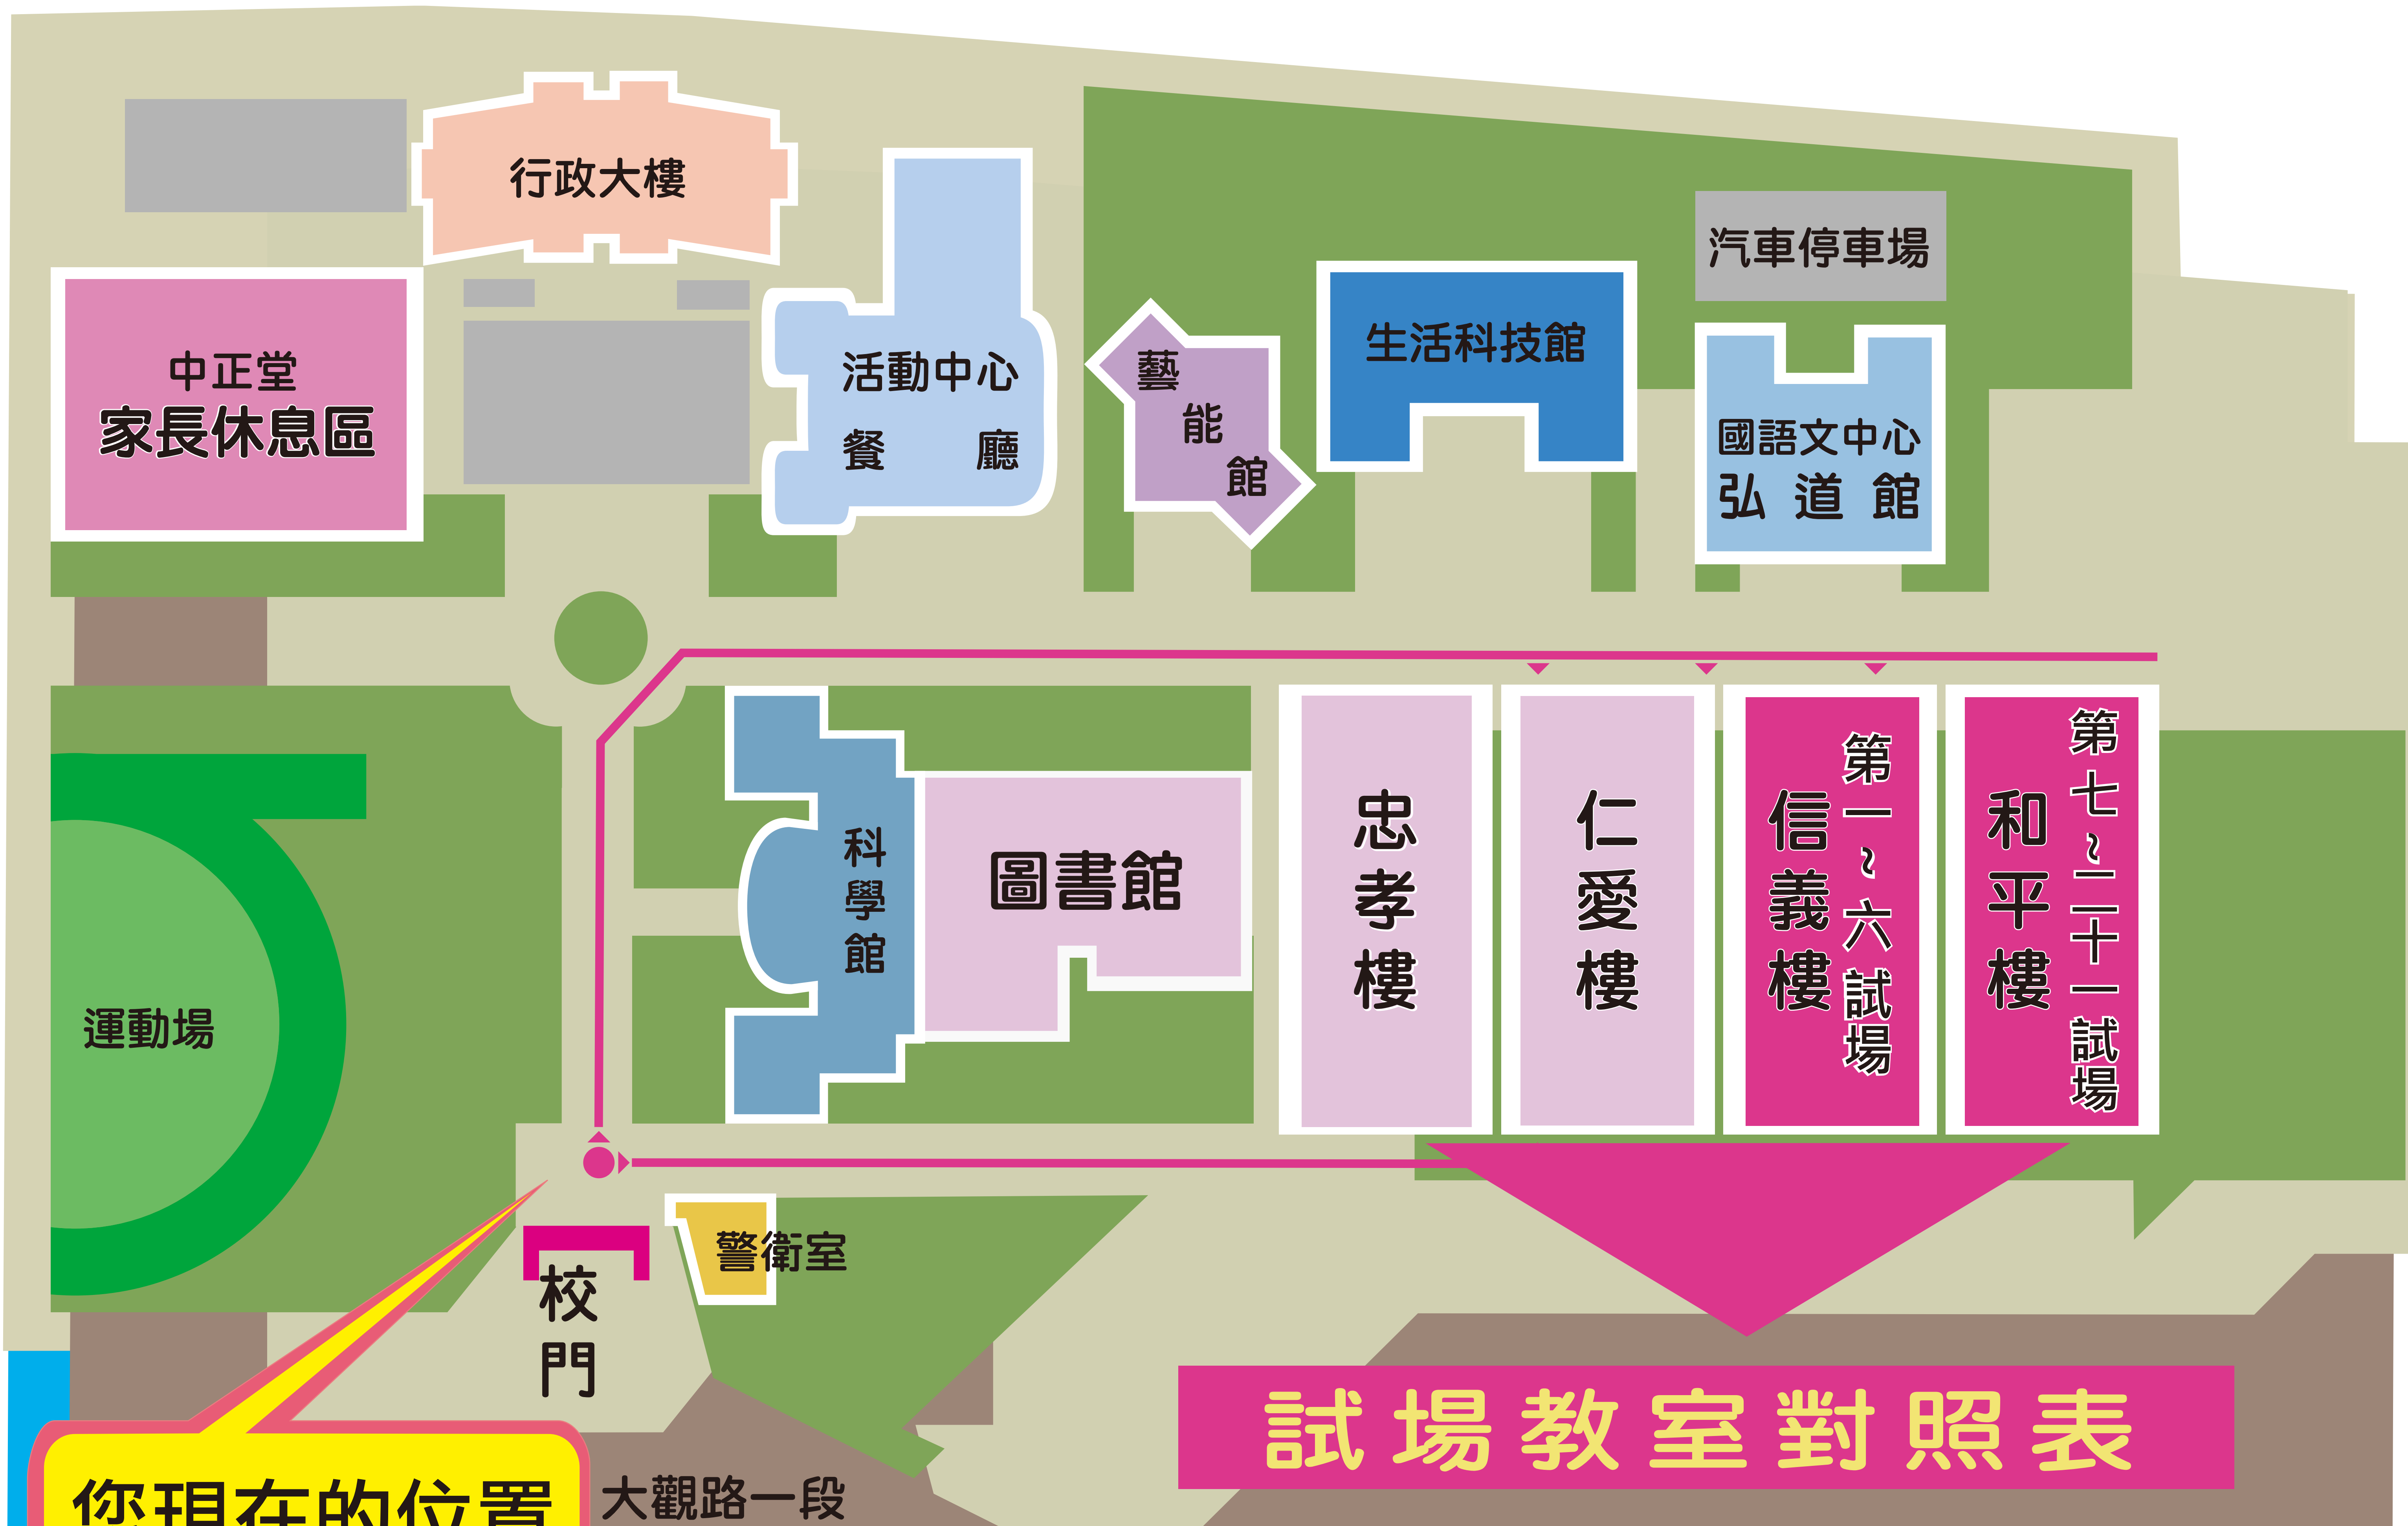 行政大樓
汽車停車場
中正堂
家長休息區
活動中心
餐廳
藝能館
生活科技館
國語文中心
弘道館
科學館
圖書館
忠孝樓
仁愛樓
信義樓
第一~六試場
和平樓
第七~二十一試場
運動場
警衛室
校門
試場教室對照表
您現在的位置
大觀路一段